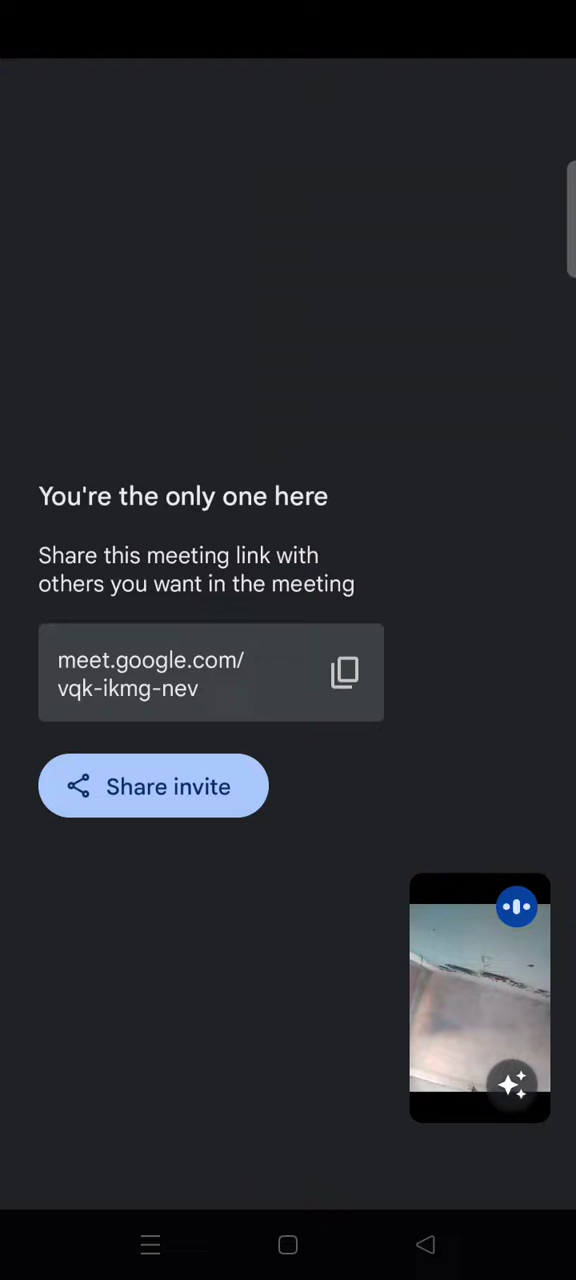 You're the only one here
Share this meeting link with
others you want in the meeting
meet.google.com/
vqk-ikmg-nev
Share invite